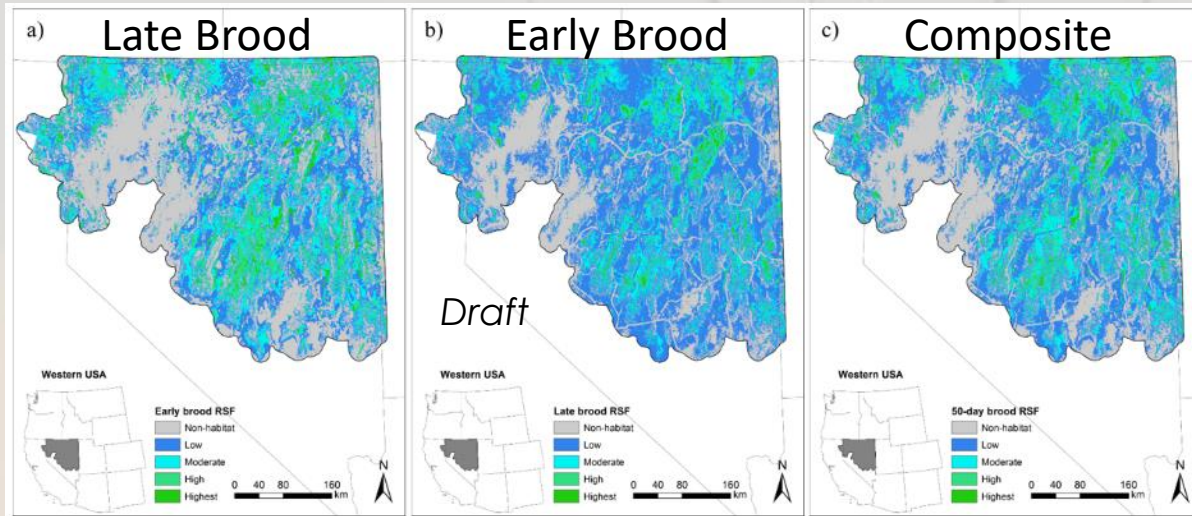 a) Late Brood
Western USA
Early brood RSF
Non-habitat
Low
Moderate
High
Highest
0 40 80 160
km
N
b) Early Brood
Draft
Western USA
Late brood RSF
Non-habitat
Low
Moderate
High
Highest
0 40 80 160
km
N
c) Composite
Western USA
50-day brood RSF
Non-habitat
Low
Moderate
High
Highest
0 40 80 160
km
N